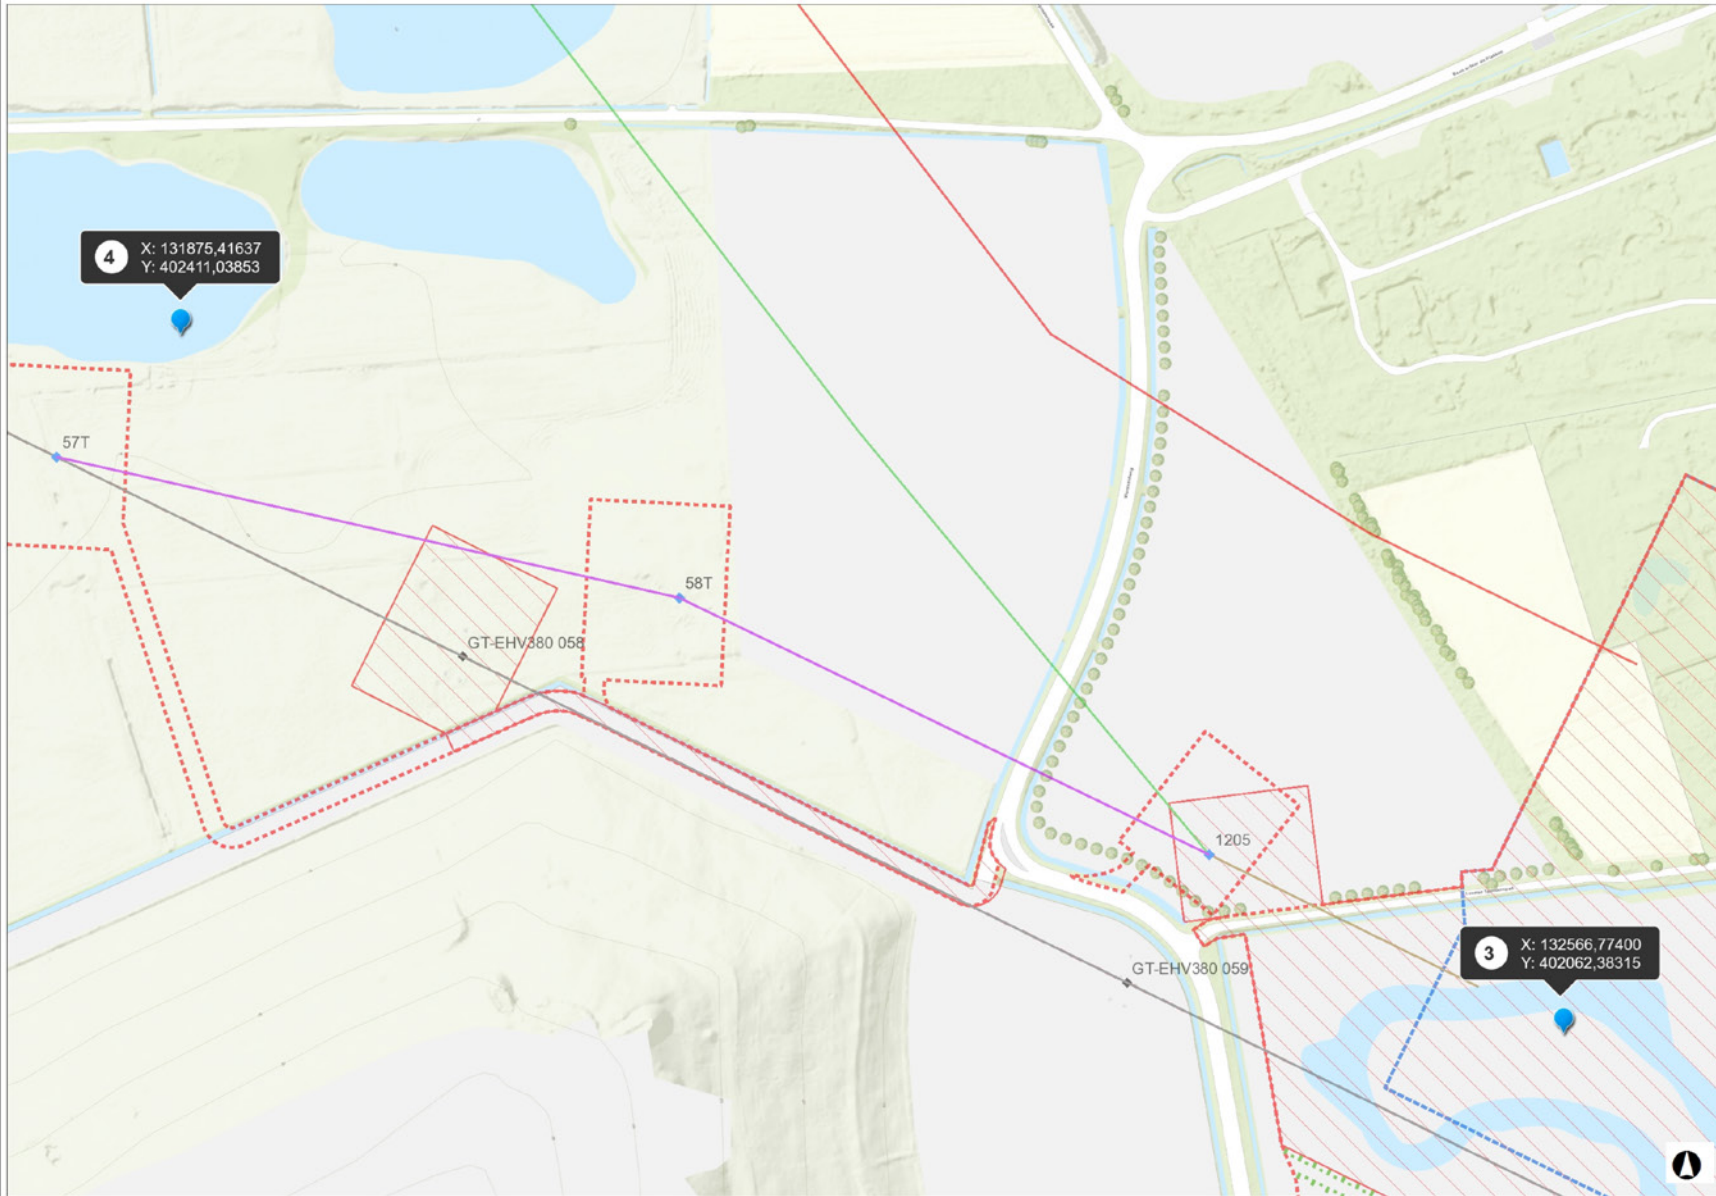 4
X: 131875,41637
Y: 402411,03853
57T
58T
GT-EHV380 058
1205
3
X: 132566,77400
Y: 402062,38315
GT-EHV380 059